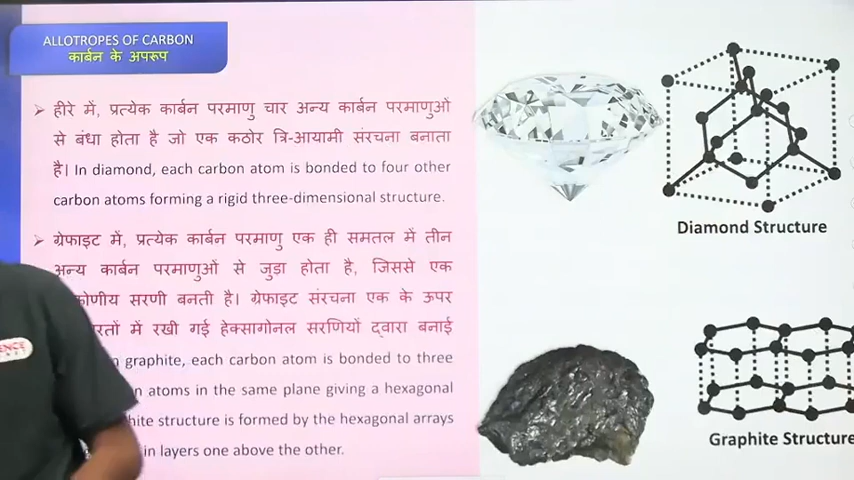 ALLOTROPES OF CARBON
कार्बन के अपरूप
➢ हीरे में, प्रत्येक कार्बन परमाणु चार अन्य कार्बन परमाणुओं
से बंधा होता है जो एक कठोर त्रि-आयामी संरचना बनाता
है। In diamond, each carbon atom is bonded to four other
carbon atoms forming a rigid three-dimensional structure.
➢ ग्रेफाइट में, प्रत्येक कार्बन परमाणु एक ही समतल में तीन
अन्य कार्बन परमाणुओं से जुडा होता है, जिससे एक
सरणी बनती है। ग्रेफाइट संरचना एक के ऊपर
में रखी गई हेक्सागोनल सरणियों द्वारा बनाई
graphite, each carbon atom is bonded to three
atoms in the same plane giving a hexagonal
structure is formed by the hexagonal arrays
in layers one above the other.
Diamond Structure
Graphite Structure